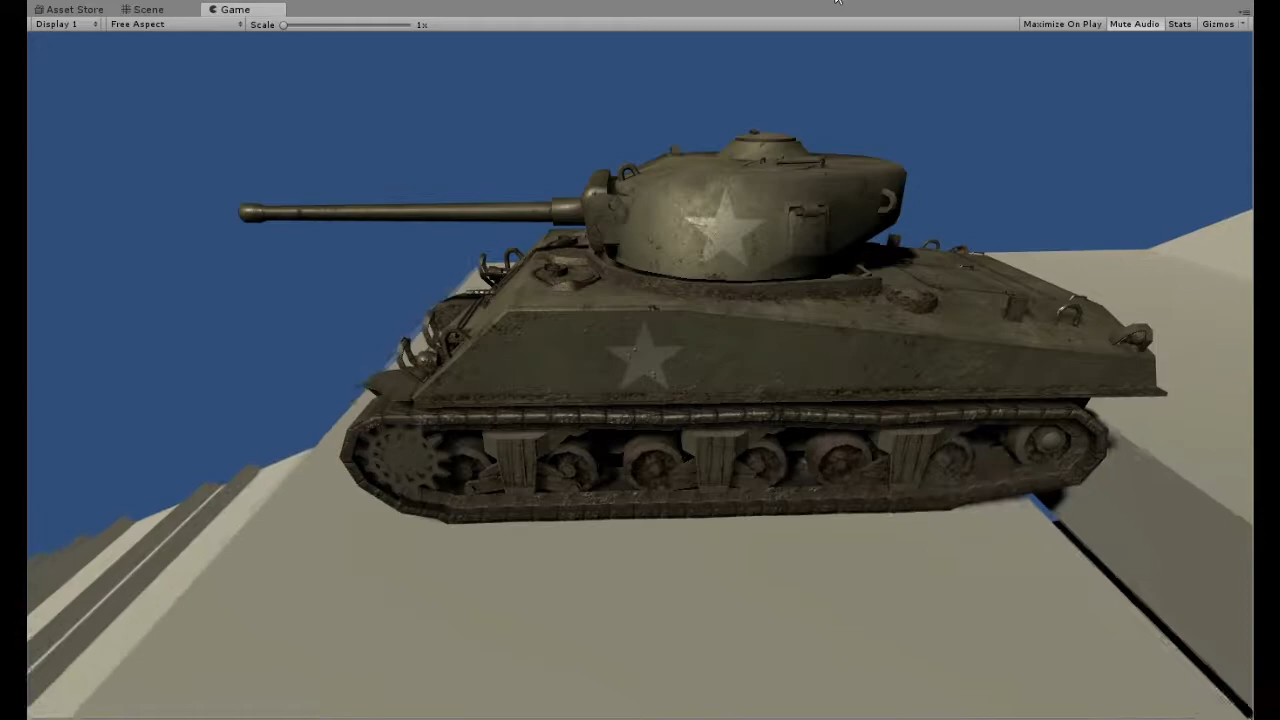 Asset Store Scene Game
Display 1 Free Aspect Scale 1x Maximize On Play Mute Audio Stats Gizmos